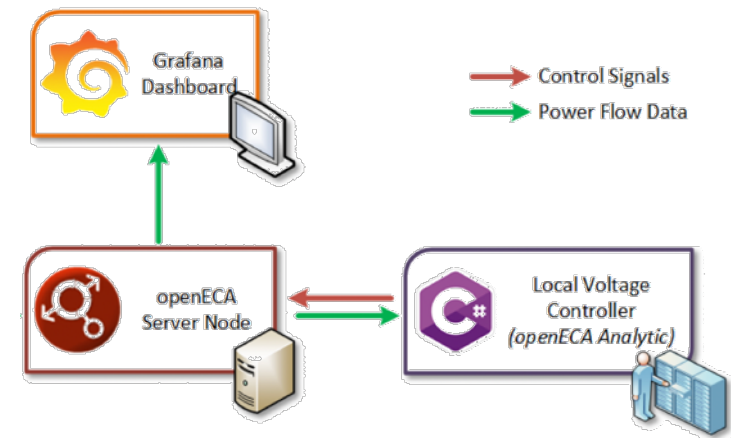 Grafana
Dashboard
Control Signals
Power Flow Data
openECA
Server Node
C#
Local Voltage
Controller
(openECA Analytic)